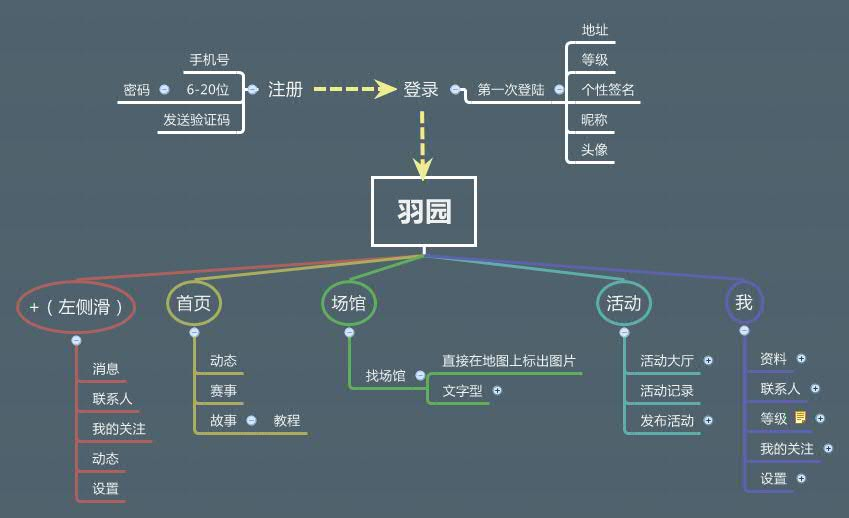 地址
手机号
等级
密码
6-20位
注册
登录
第一次登陆
个性签名
发送验证码
昵称
头像
羽园
+（左侧滑）
首页
场馆
活动
我
消息
联系人
我的关注
动态
设置
动态
赛事
故事
教程
找场馆
直接在地图上标出图片
文字型
活动大厅
活动记录
发布活动
资料
联系人
等级
我的关注
设置